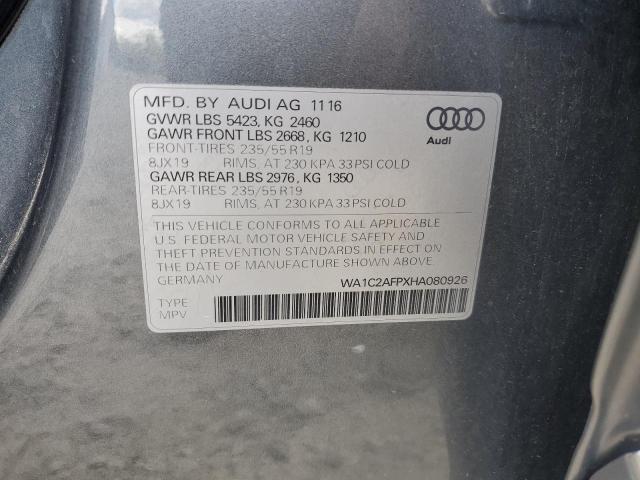 MFD. BY AUDI AG 11 16
GVWR LBS 5423, KG 2460
GAWR FRONT LBS 2668, KG 1210
FRONT-TIRES 235/55 R19
8JX19 RIMS, AT 230 KPA 33 PSI COLD
GAWR REAR LBS 2976, KG 1350
REAR-TIRES 235/55 R19
8JX19 RIMS, AT 230 KPA 33 PSI COLD
Audi
THIS VEHICLE CONFORMS TO ALL APPLICABLE
U.S. FEDERAL MOTOR VEHICLE SAFETY AND
THEFT PREVENTION STANDARDS IN EFFECT ON
THE DATE OF MANUFACTURE SHOWN ABOVE.
GERMANY WA1C2AFPXHA080926
TYPE
MPV